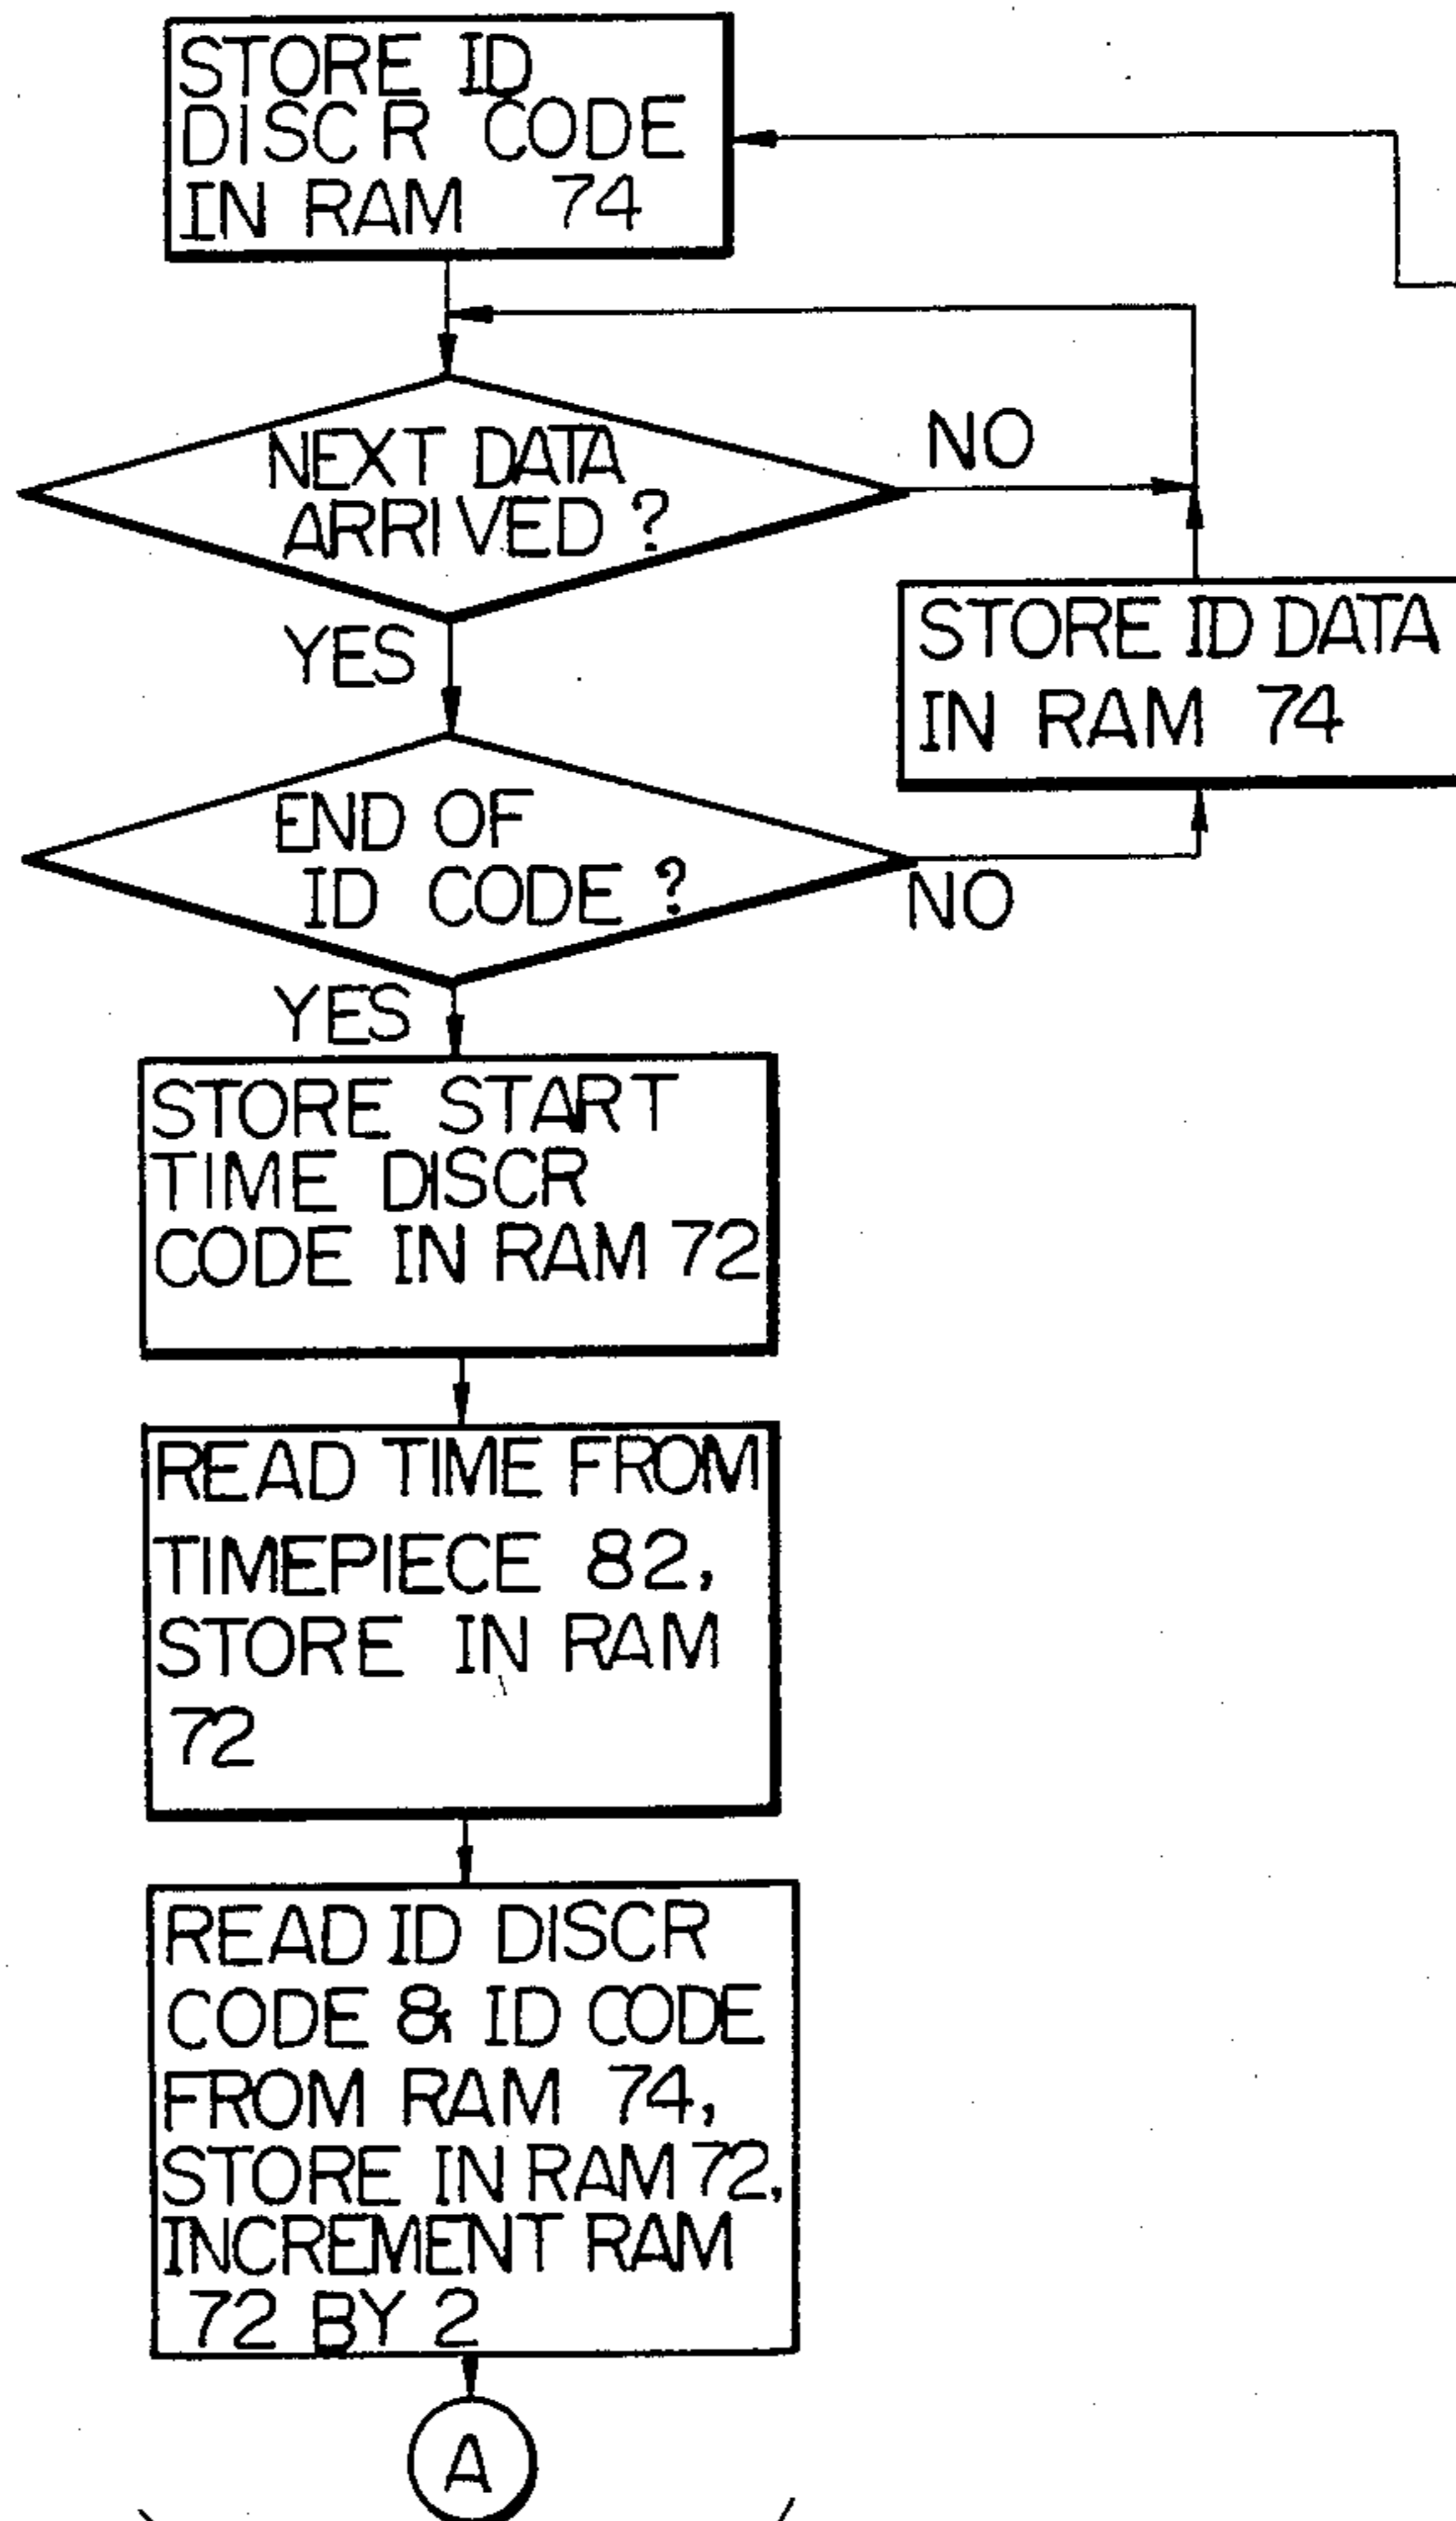 STORE ID
DISCR CODE
IN RAM 74
NEXT DATA
ARRIVED ?
NO
YES
STORE ID DATA
IN RAM 74
END OF
ID CODE ?
NO
YES
STORE START
TIME DISCR
CODE IN RAM 72
READ TIME FROM
TIMEPIECE 82,
STORE IN RAM
72
READ ID DISCR
CODE & ID CODE
FROM RAM 74,
STORE IN RAM 72,
INCREMENT RAM
72 BY 2
A